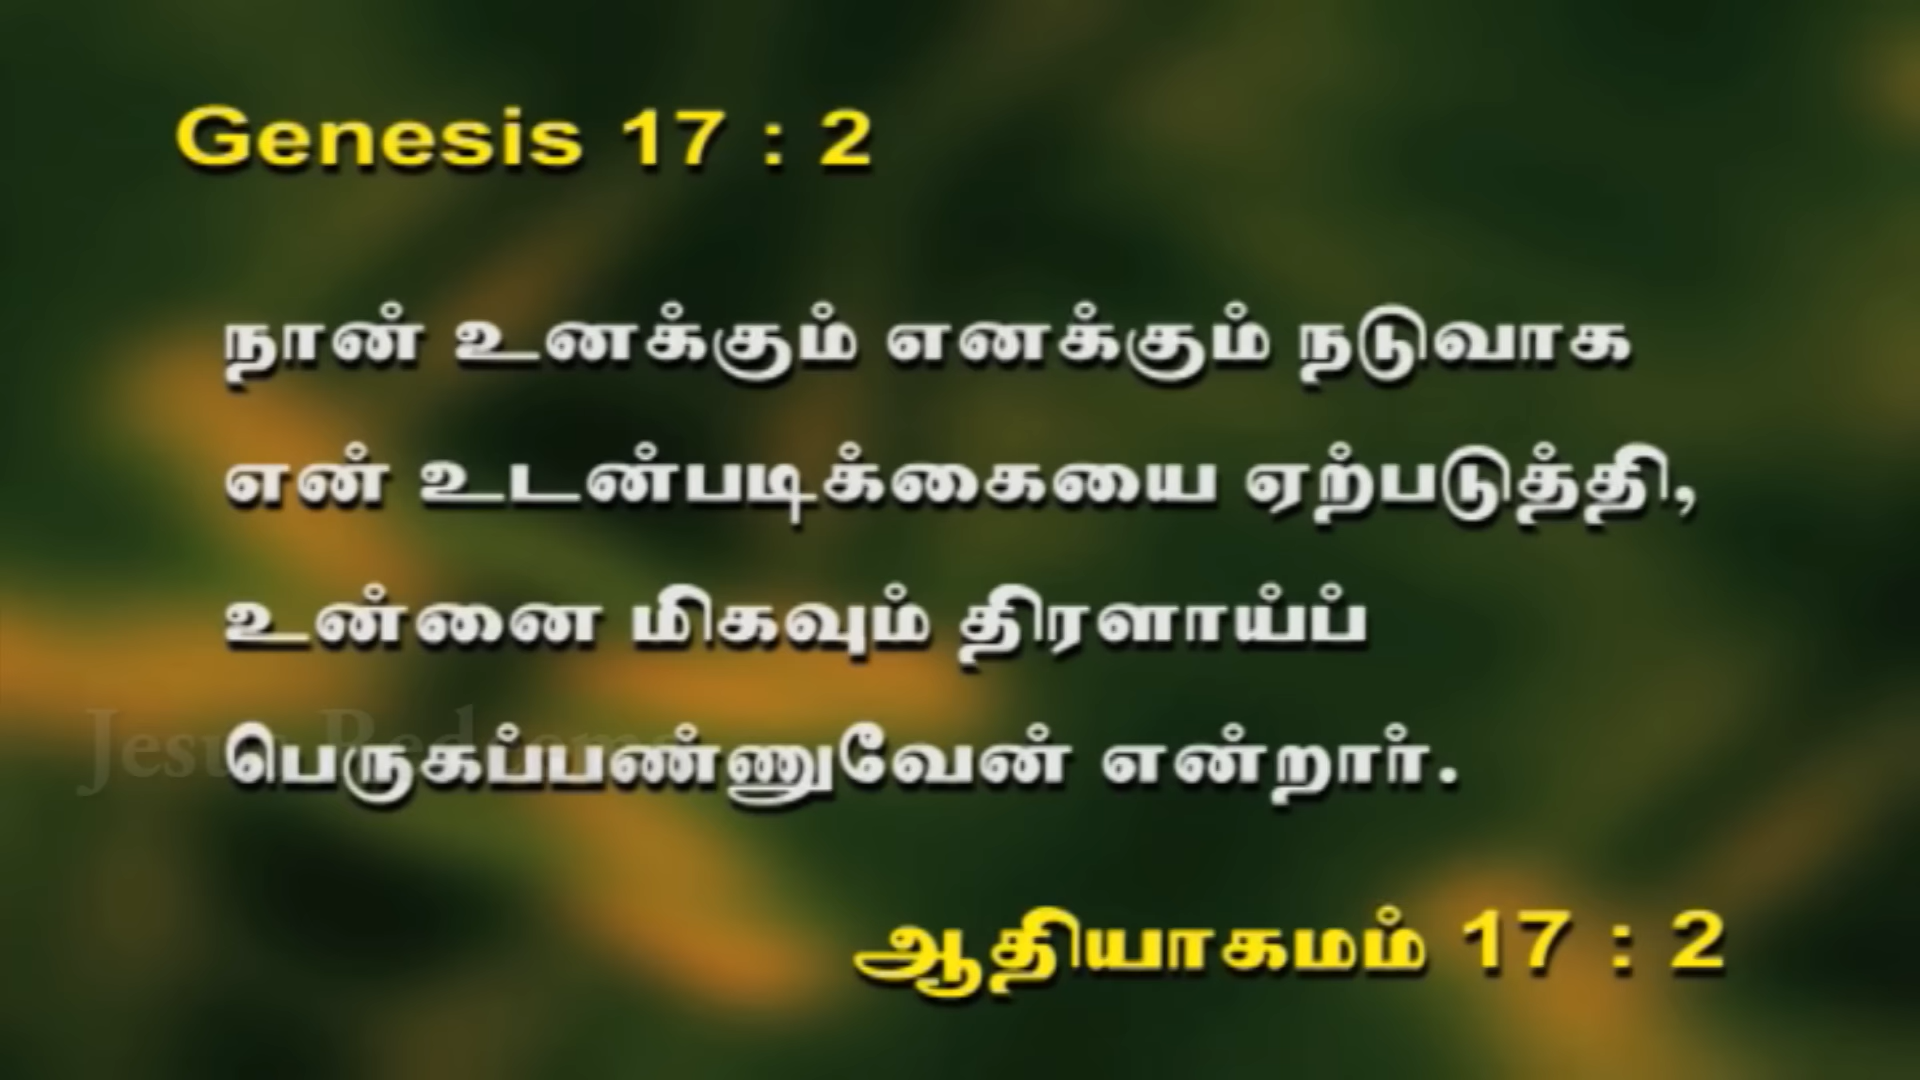 Genesis 17 : 2
நான் உனக்கும் எனக்கும் நடுவாக
என் உடன்படிக்கையை ஏற்படுத்தி,
உன்னை மிகவும் திரளாய்ப்
பெருகப்பண்ணுவேன் என்றார்.
ஆதியாகமம் 17 : 2